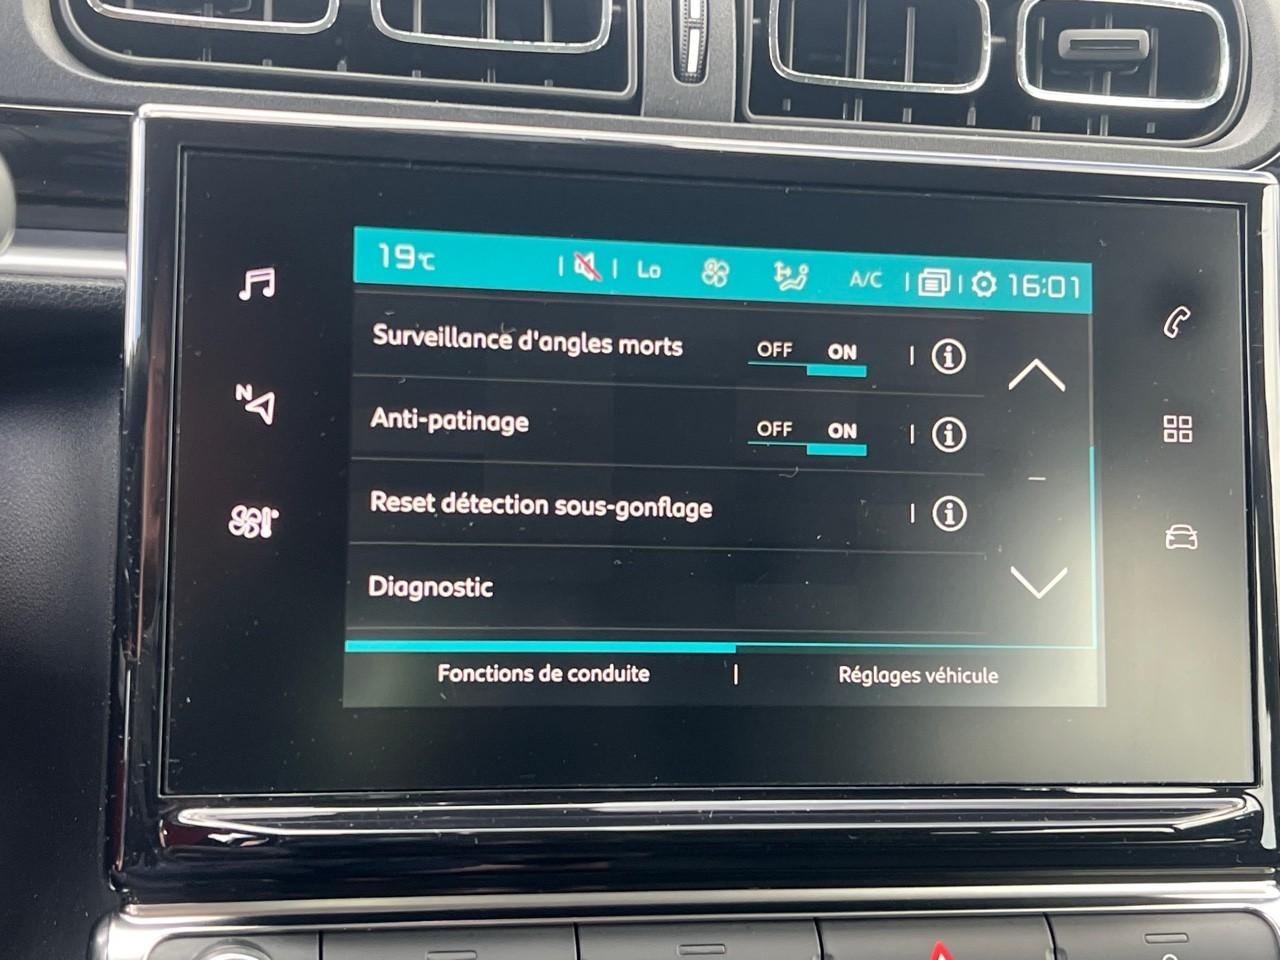 19°C Lo A/C 16:01
Surveillance d'angles morts OFF ON
Anti-patinage OFF ON
Reset détection sous-gonflage
Diagnostic
Fonctions de conduite | Réglages véhicule
N